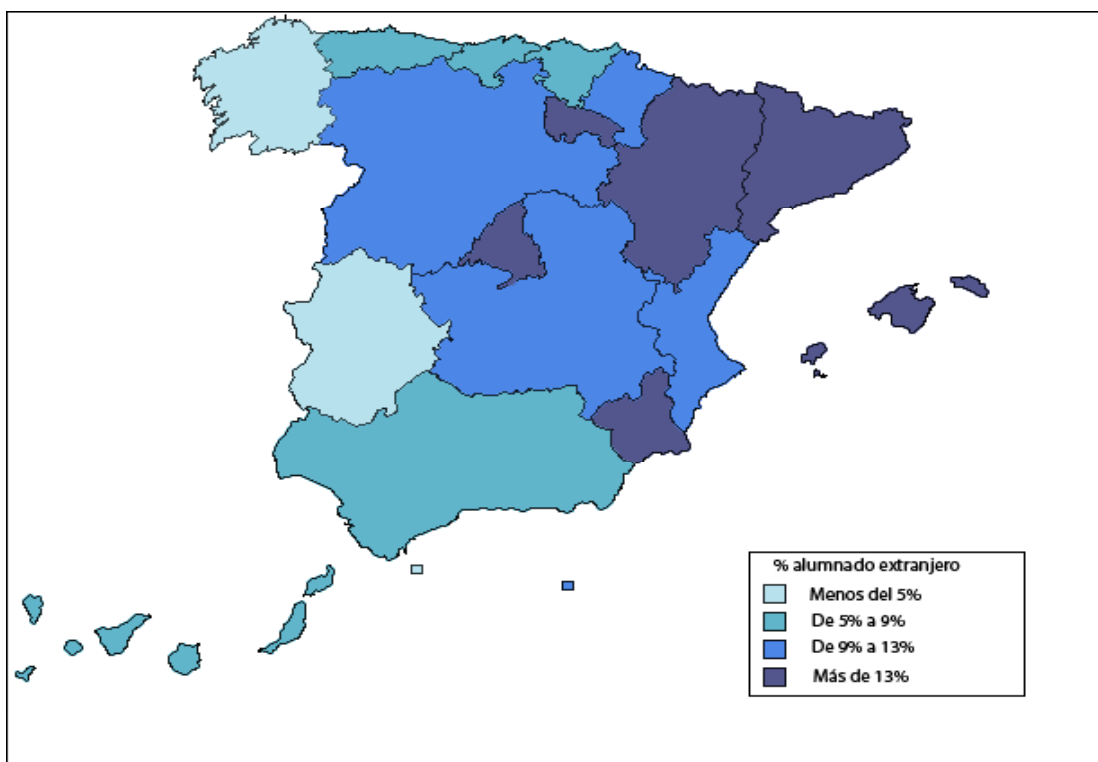 % alumnado extranjero
Menos del 5%
De 5% a 9%
De 9% a 13%
Más de 13%